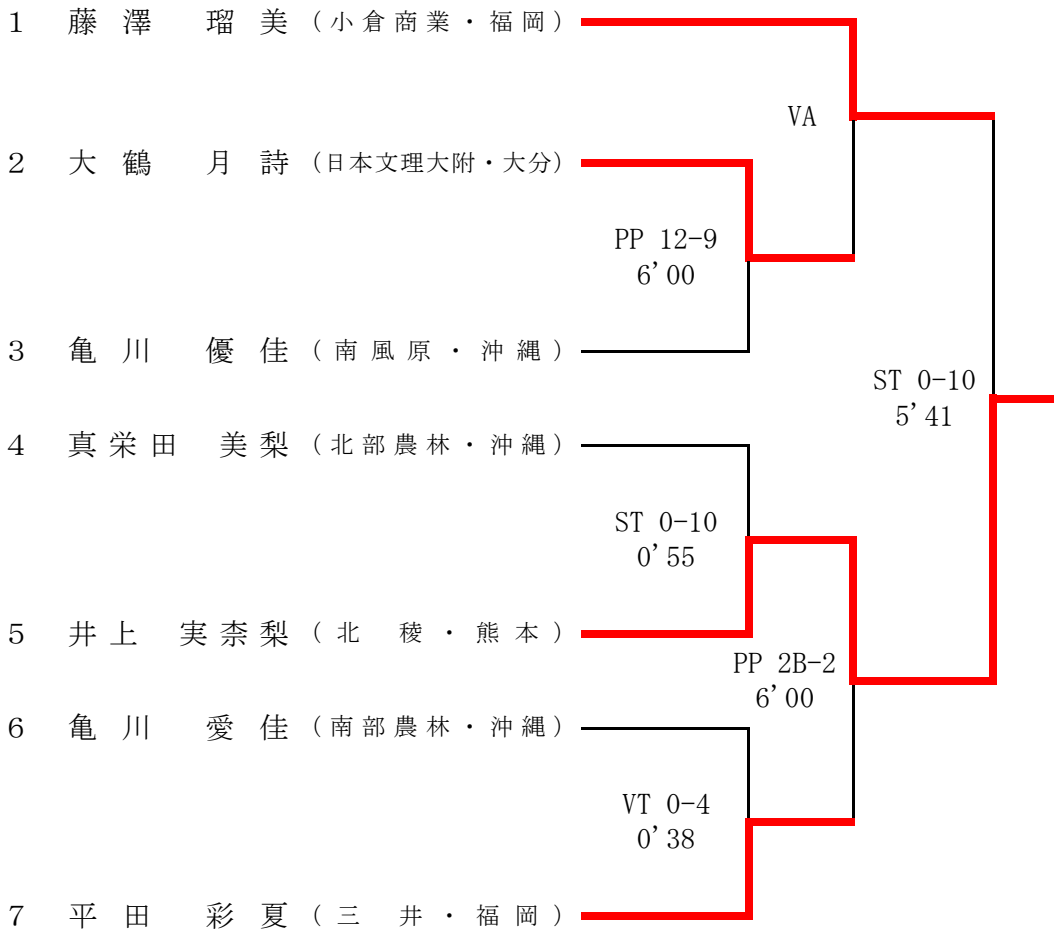 1 藤澤 瑠美 (小倉商業・福岡)
VA
2 大鶴 月詩 (日本文理大附・大分)
PP 12-9
6'00
3 亀川 優佳 (南風原・沖縄)
ST 0-10
5'41
4 真栄田 美梨 (北部農林・沖縄)
ST 0-10
0'55
5 井上 実奈梨 (北稜・熊本)
PP 2B-2
6'00
6 亀川 愛佳 (南部農林・沖縄)
VT 0-4
0'38
7 平田 彩夏 (三井・福岡)